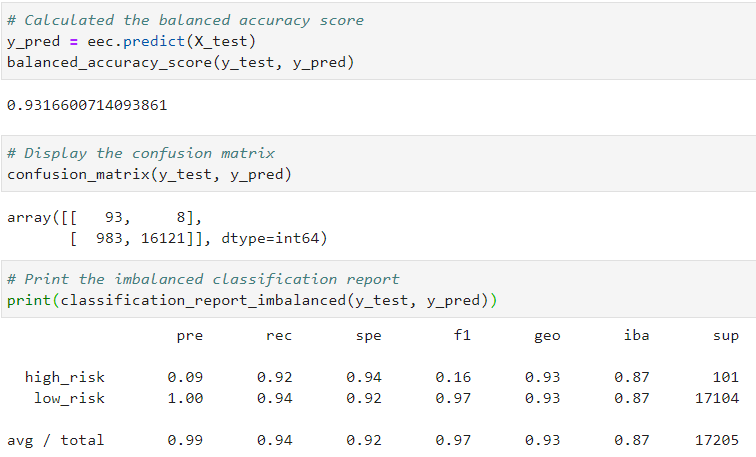 # Calculated the balanced accuracy score
y_pred = eec.predict(X_test)
balanced_accuracy_score(y_test, y_pred)
0.9316600714093861
# Display the confusion matrix
confusion_matrix(y_test, y_pred)
array([[   93,     8],
       [  983, 16121]], dtype=int64)
# Print the imbalanced classification report
print(classification_report_imbalanced(y_test, y_pred))
                   pre       rec       spe        f1       geo       iba       sup
  high_risk       0.09      0.92      0.94      0.16      0.93      0.87       101
   low_risk       1.00      0.94      0.92      0.97      0.93      0.87     17104
avg / total       0.99      0.94      0.92      0.97      0.93      0.87     17205